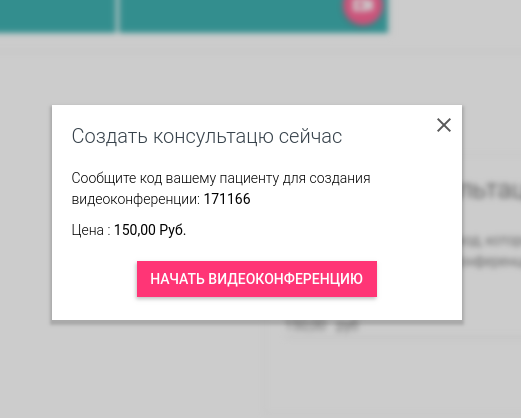 Создать консультацю сейчас
Сообщите код вашему пациенту для создания
видеоконференции: 171166
Цена : 150,00 Руб.
НАЧАТЬ ВИДЕОКОНФЕРЕНЦИЮ